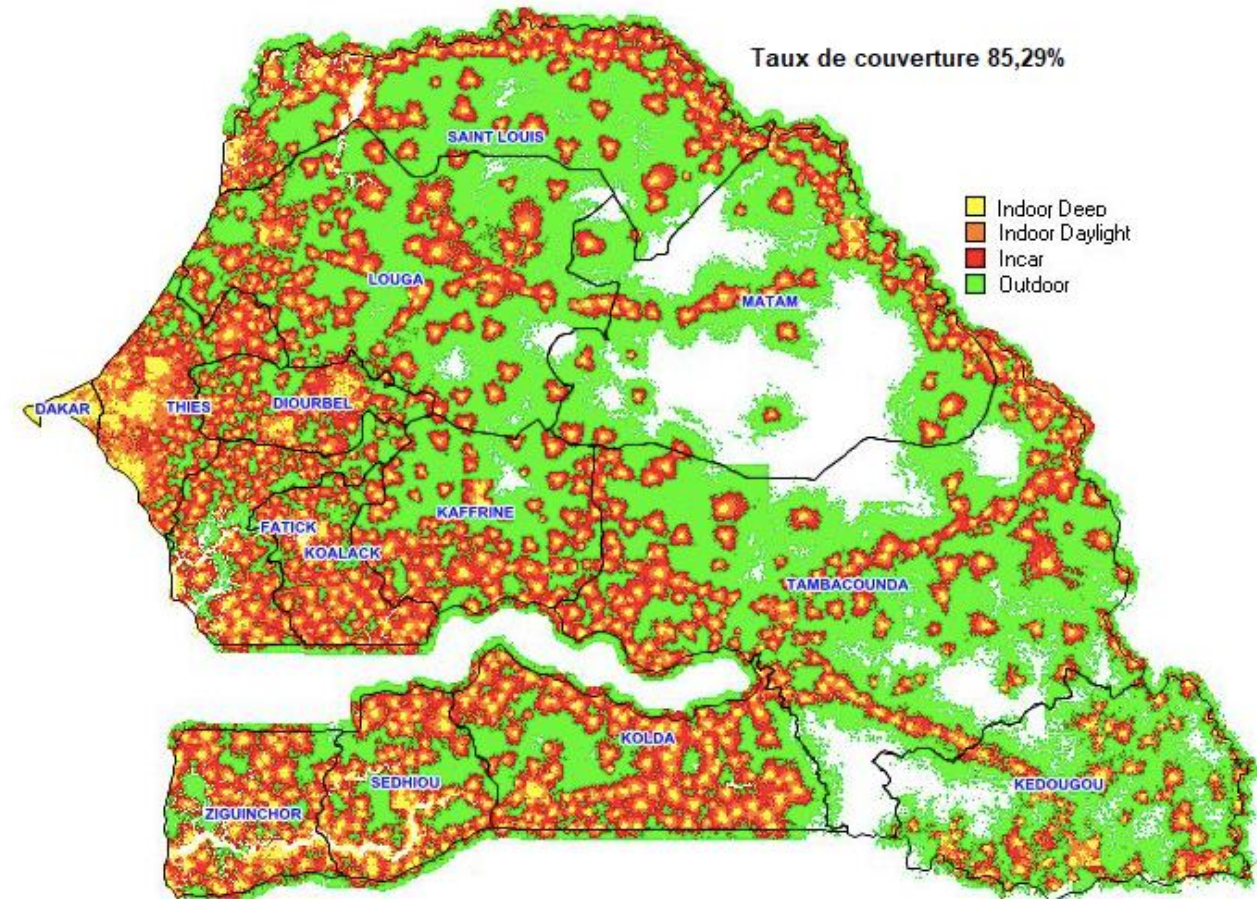 Taux de couverture 85,29%
SAINT LOUIS
Indoor Deep
Indoor Daylight
Incar
Outdoor
LOUGA
MATAM
DAKAR
THIES
DIOURBEL
FATICK
KAFFRINE
KOALACK
TAMBACOUNDA
KOLDA
SEDHIOU
KEDOUGOU
ZIGUINCHOR